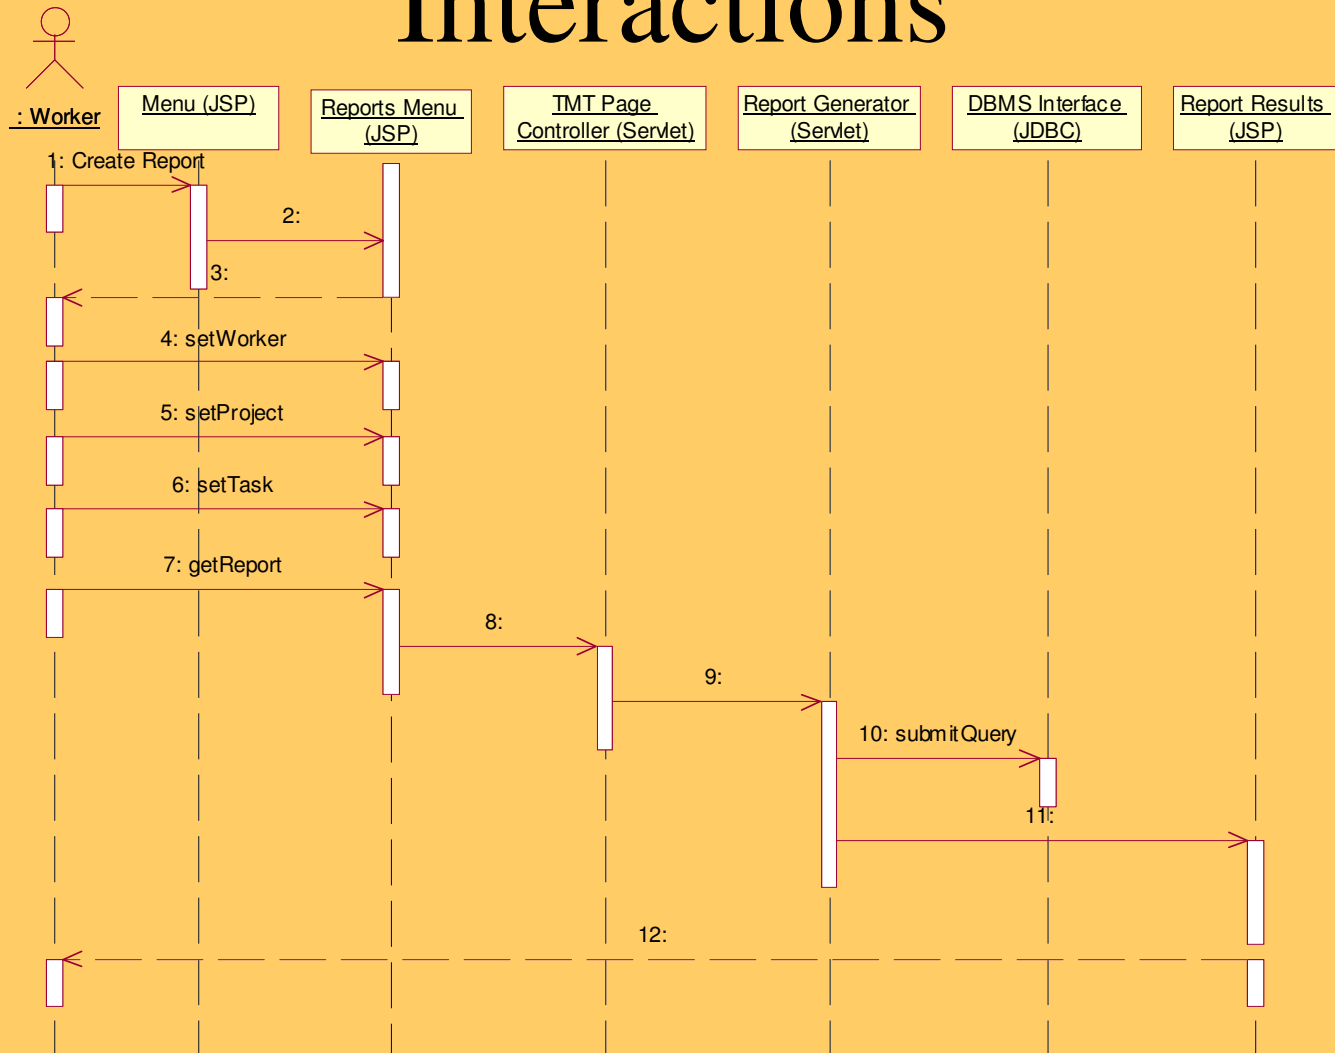 Interactions
: Worker
Menu (JSP)
Reports Menu
(JSP)
TMT Page
Controller (Servlet)
Report Generator
(Servlet)
DBMS Interface
(JDBC)
Report Results
(JSP)
1: Create Report
2:
3:
4: setWorker
5: setProject
6: setTask
7: getReport
8:
9:
10: submitQuery
11:
12: